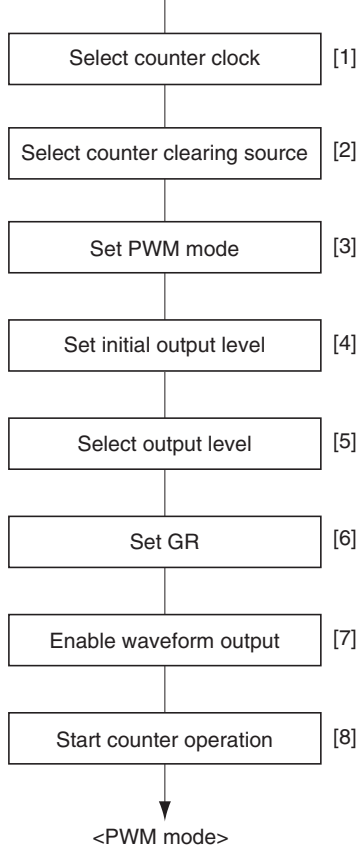 Select counter clock [1]
Select counter clearing source [2]
Set PWM mode [3]
Set initial output level [4]
Select output level [5]
Set GR [6]
Enable waveform output [7]
Start counter operation [8]
<PWM mode>